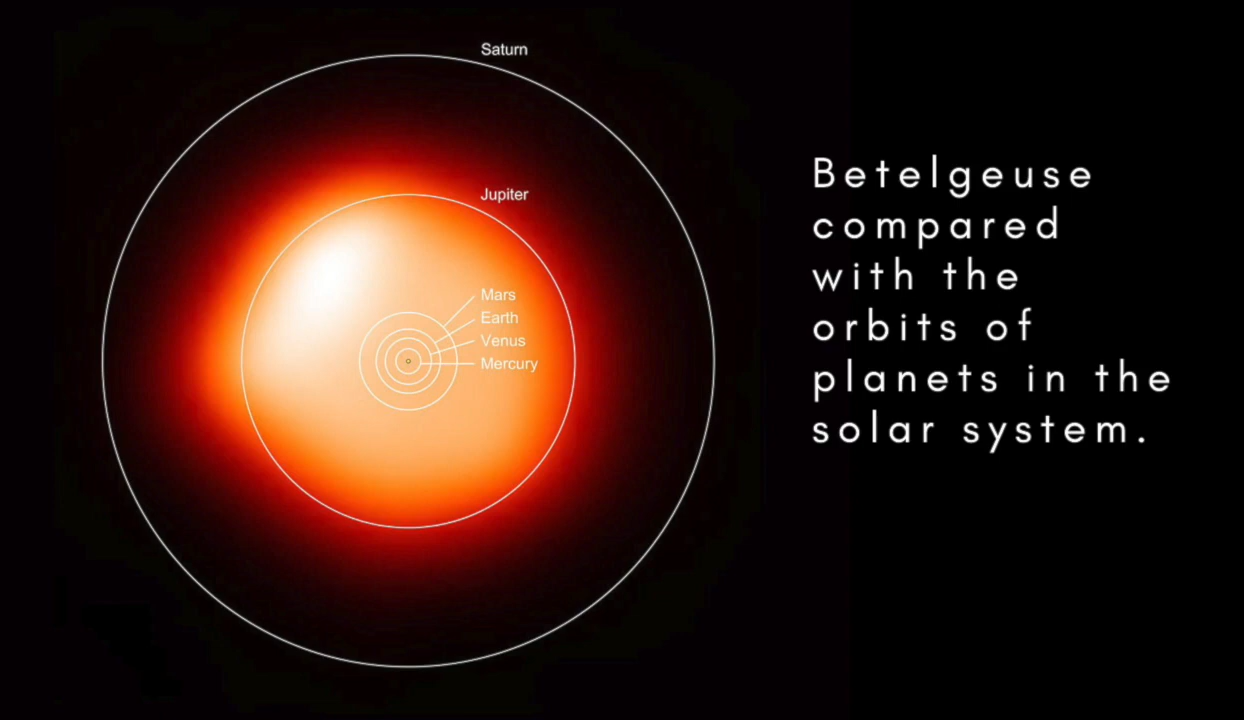 Saturn
Jupiter
Mars
Earth
Venus
Mercury
Betelgeuse
compared
with the
orbits of
planets in the
solar system.